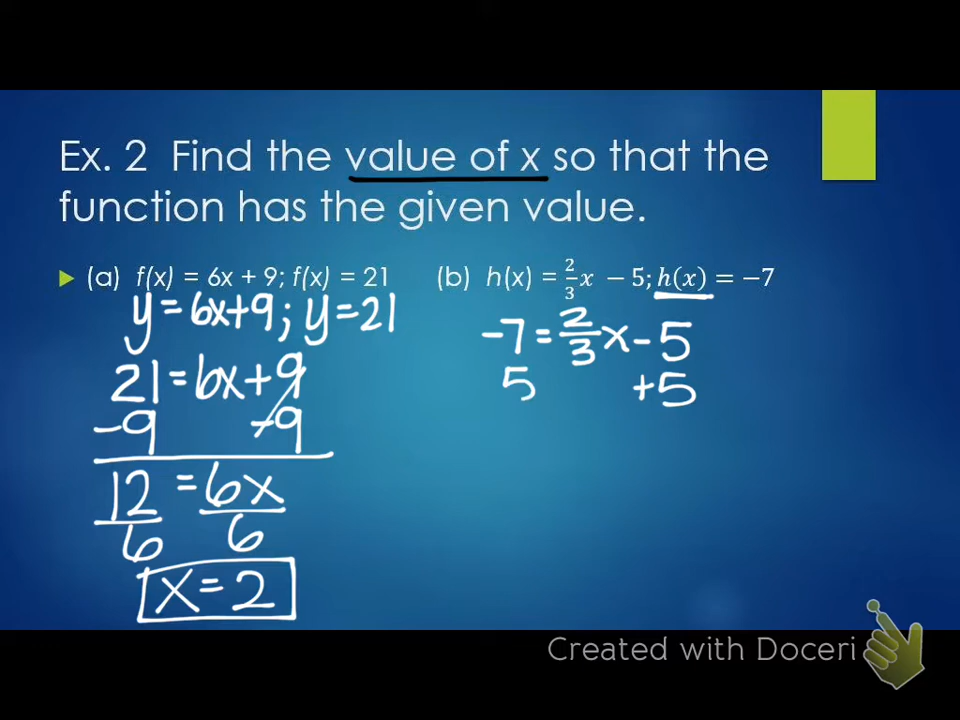 Ex. 2 Find the value of x so that the
function has the given value.
(a) f(x) = 6x + 9; f(x) = 21
y=6x+9; y=21
21=6x+9
-9 -9
12 = 6x
6 6
x=2
(b) h(x) = 2/3 x − 5; h(x) = −7
-7= 2/3 x-5
5 +5
Created with Doceri